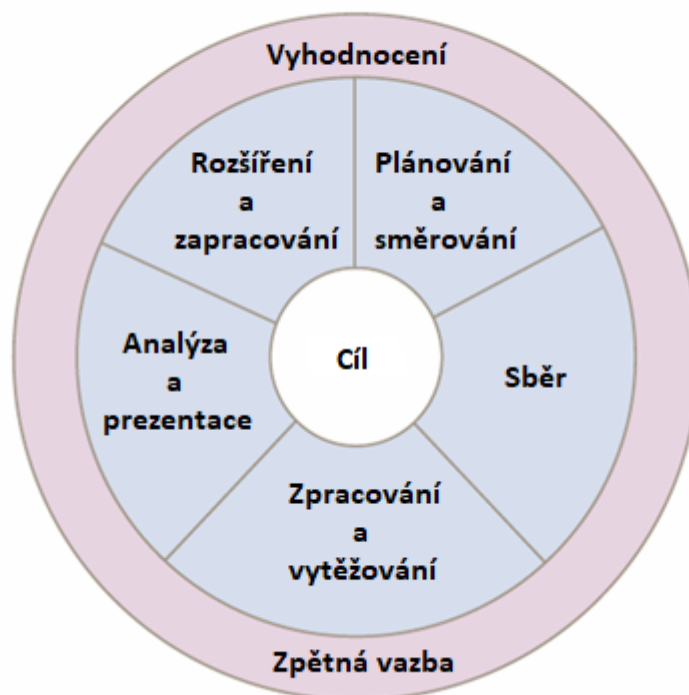 Vyhodnocení
Rozšíření
a
zapracování
Plánování
a
směrování
Analýza
a
prezentace
Cíl
Sběr
Zpracování
a
vytěžování
Zpětná vazba